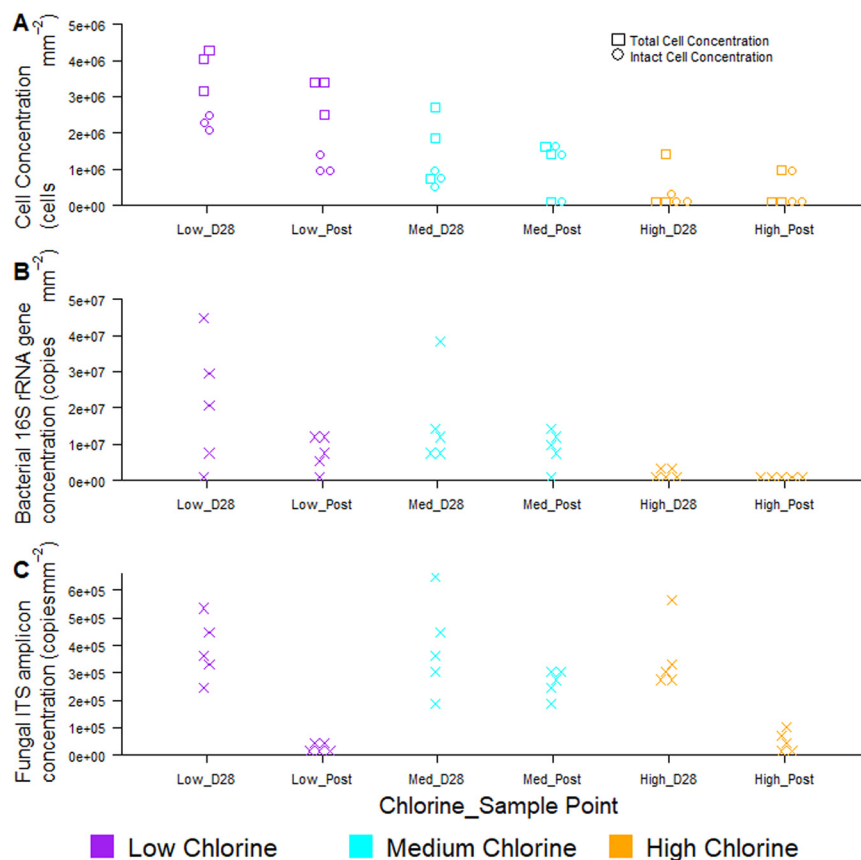 A
Cell Concentration
(cells mm−2)
5e+06
4e+06
3e+06
2e+06
1e+06
0e+00
Total Cell Concentration
Intact Cell Concentration
Low_D28 Low_Post Med_D28 Med_Post High_D28 High_Post
B
Bacterial 16S rRNA gene
concentration (copies mm−2)
5e+07
4e+07
3e+07
2e+07
1e+07
0e+00
Low_D28 Low_Post Med_D28 Med_Post High_D28 High_Post
C
Fungal ITS amplicon
concentration (copiesmm−2)
6e+05
5e+05
4e+05
3e+05
2e+05
1e+05
0e+00
Low_D28 Low_Post Med_D28 Med_Post High_D28 High_Post
Chlorine_Sample Point
Low Chlorine Medium Chlorine High Chlorine